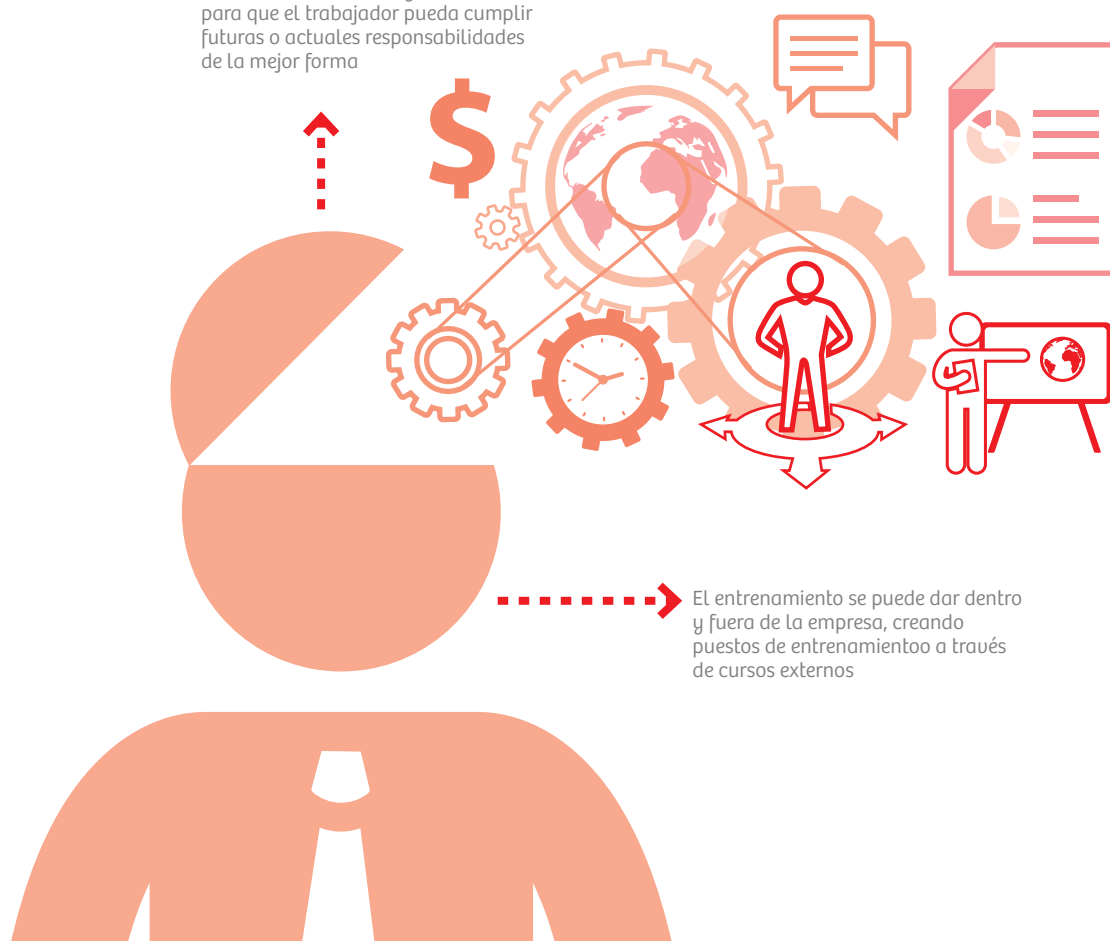 para que el trabajador pueda cumplir
futuras o actuales responsabilidades
de la mejor forma
$
El entrenamiento se puede dar dentro
y fuera de la empresa, creando
puestos de entrenamientoo a través
de cursos externos